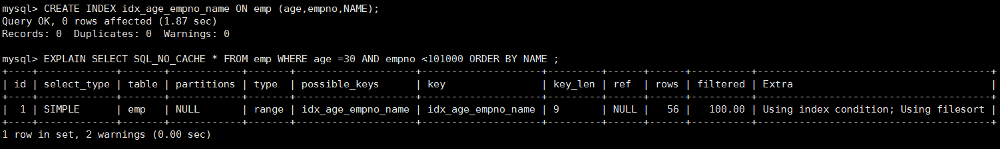 mysql> CREATE INDEX idx_age_empno_name ON emp (age,empno,NAME);
Query OK, 0 rows affected (1.87 sec)
Records: 0  Duplicates: 0  Warnings: 0

mysql> EXPLAIN SELECT SQL_NO_CACHE * FROM emp WHERE age =30 AND empno <101000 ORDER BY NAME ;
+----+-------------+-------+------------+-------+--------------------+--------------------+---------+------+------+----------+---------------------------------------+
| id | select_type | table | partitions | type  | possible_keys      | key                | key_len | ref  | rows | filtered | Extra                                 |
+----+-------------+-------+------------+-------+--------------------+--------------------+---------+------+------+----------+---------------------------------------+
|  1 | SIMPLE      | emp   | NULL       | range | idx_age_empno_name | idx_age_empno_name | 9       | NULL |   56 |   100.00 | Using index condition; Using filesort |
+----+-------------+-------+------------+-------+--------------------+--------------------+---------+------+------+----------+---------------------------------------+
1 row in set, 2 warnings (0.00 sec)